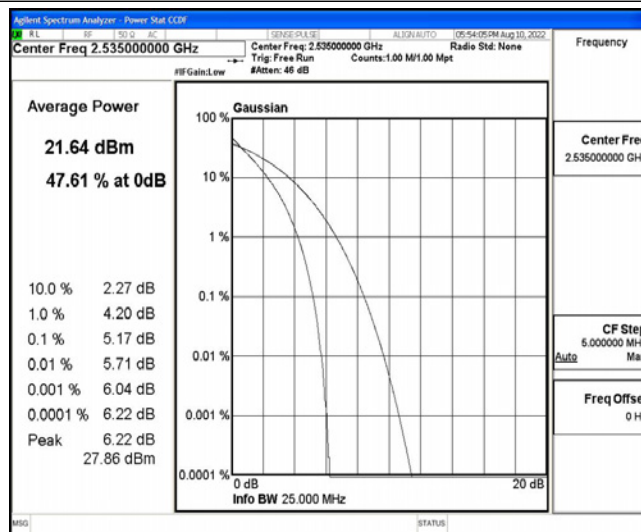 Agilent Spectrum Analyzer - Power Stat CCDF
RL RF 50 Ω AC SENSE:PULSE ALIGN AUTO 05:54:05 PM Aug 10, 2022
Center Freq 2.535000000 GHz
Center Freq: 2.535000000 GHz Radio Std: None
Trig: Free Run Counts:1.00 M/1.00 Mpt
#IFGain:Low #Atten: 46 dB
Frequency
Average Power
21.64 dBm
47.61 % at 0dB
10.0 % 2.27 dB
1.0 % 4.20 dB
0.1 % 5.17 dB
0.01 % 5.71 dB
0.001 % 6.04 dB
0.0001 % 6.22 dB
Peak 6.22 dB
27.86 dBm
Gaussian
100 %
10 %
1 %
0.1 %
0.01 %
0.001 %
0.0001 %
0 dB 20 dB
Info BW 25.000 MHz
Center Fre
2.535000000 GH
CF Step
5.000000 MH
Auto Ma
Freq Offse
0 H
MSG STATUS